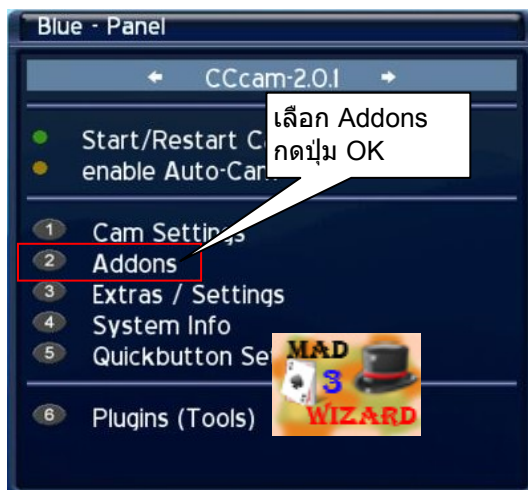 Blue - Panel
CCcam-2.0.1
เลือก Addons
กดปุ่ม OK
Start/Restart C
enable Auto-Cam
1 Cam Settings
2 Addons
3 Extras / Settings
4 System Info
5 Quickbutton Se
MAD
3
WIZARD
6 Plugins (Tools)